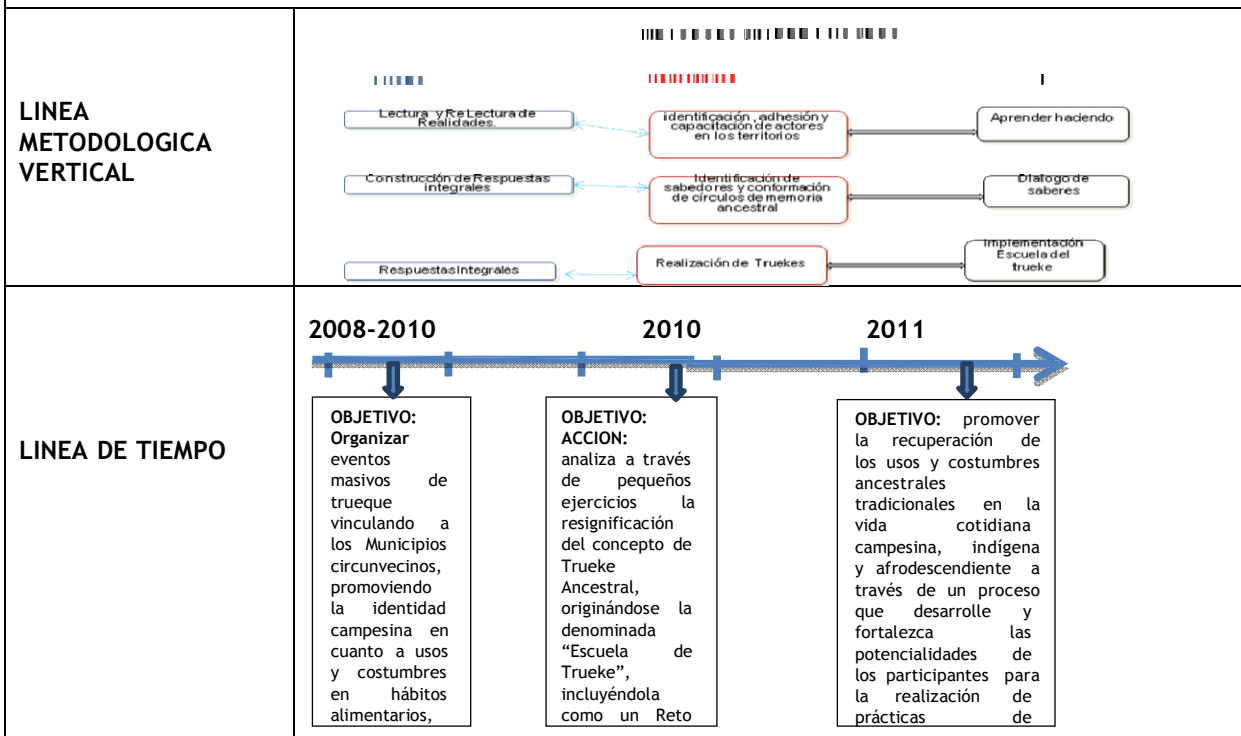 LINEA
METODOLOGICA
VERTICAL
Lectura y ReLectura de
Realidades.
identificación , adhesión y
capacitación de actores
en los territorios
Aprender haciendo
Construcción de Respuestas
integrales
Identificación de
sabedores y conformación
de círculos de memoria
ancestral
Dialogo de
saberes
Respuestas Integrales
Realización de Truekes
Implementación
Escuela del
trueke
LINEA DE TIEMPO
2008-2010
2010
2011
OBJETIVO:
Organizar
eventos
masivos de
trueque
vinculando a
los Municipios
circunvecinos,
promoviendo
la identidad
campesina en
cuanto a usos
y costumbres
en hábitos
alimentarios,
OBJETIVO:
ACCION:
analiza a través
de pequeños
ejercicios la
resignificación
del concepto de
Trueke
Ancestral,
originándose la
denominada
“Escuela de
Trueke”,
incluyéndola
como un Reto
OBJETIVO: promover
la recuperación de
los usos y costumbres
ancestrales
tradicionales en la
vida cotidiana
campesina, indígena
y afrodescendiente a
través de un proceso
que desarrolle y
fortalezca las
potencialidades de
los participantes para
la realización de
prácticas de